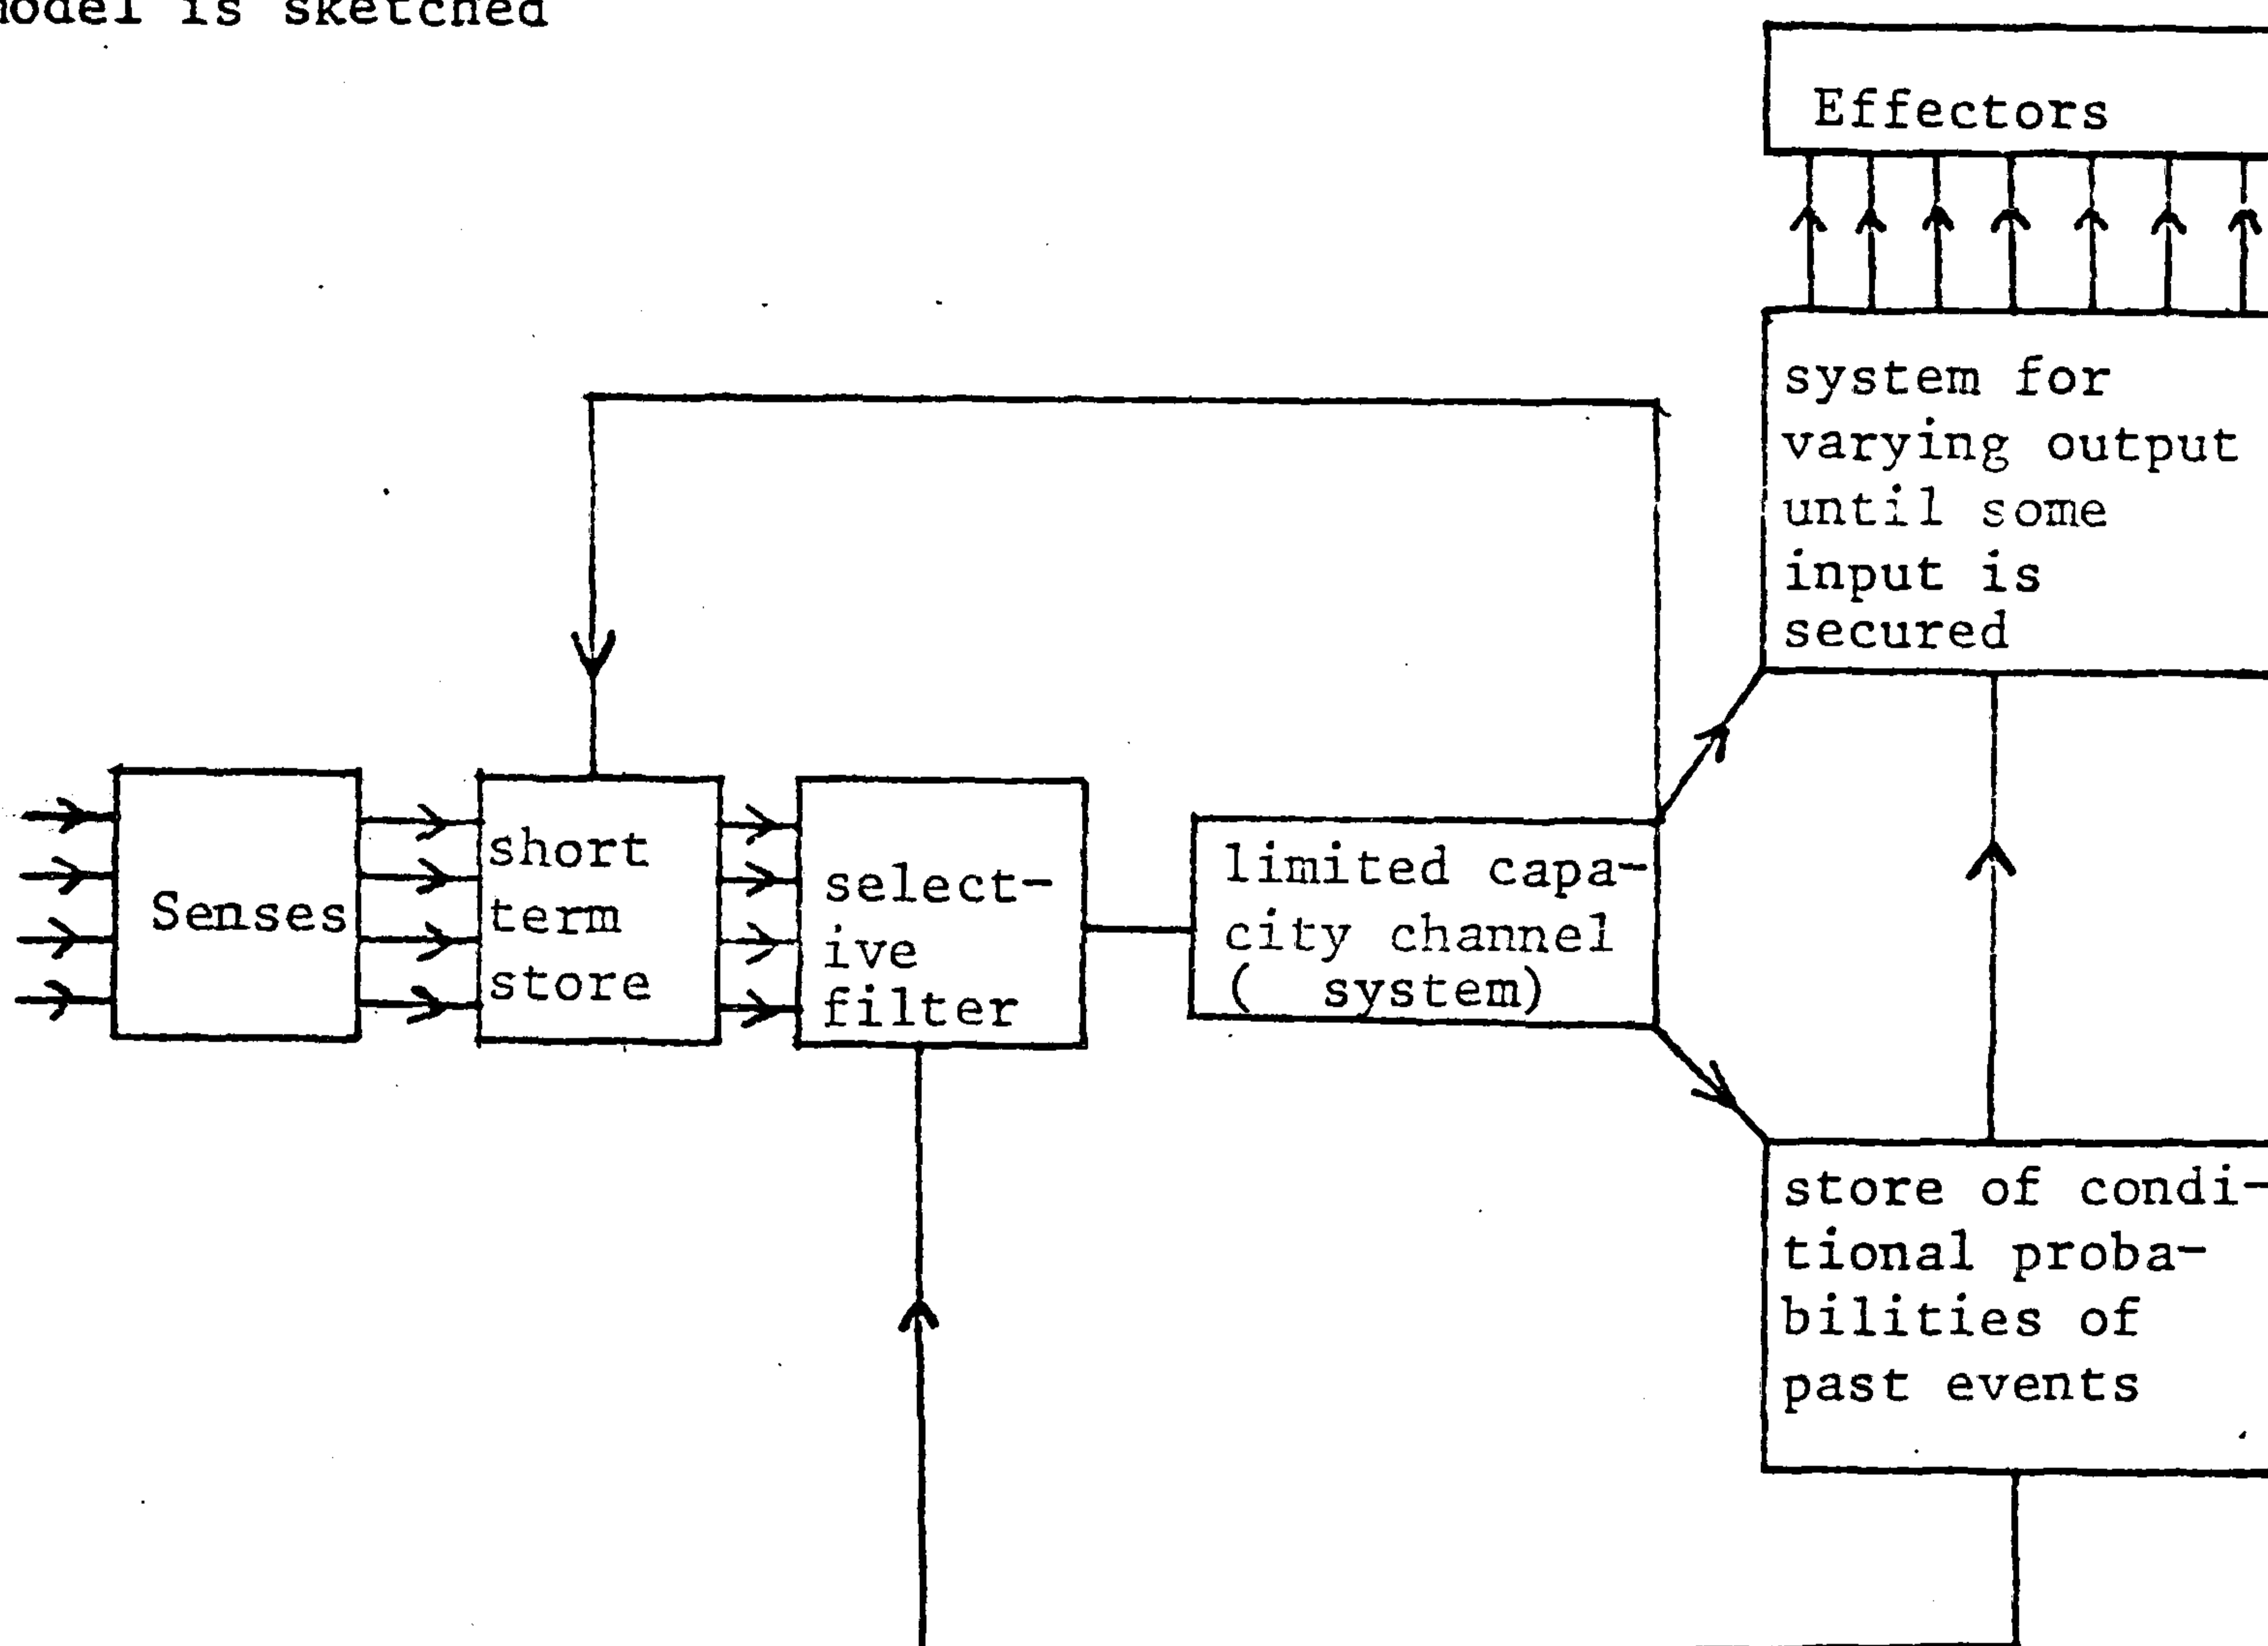 model is sketched
Effectors
system for
varying output
until some
input is
secured
Senses
short
term
store
select-
ive
filter
limited capa-
city channel
( system)
store of condi-
tional proba-
bilities of
past events